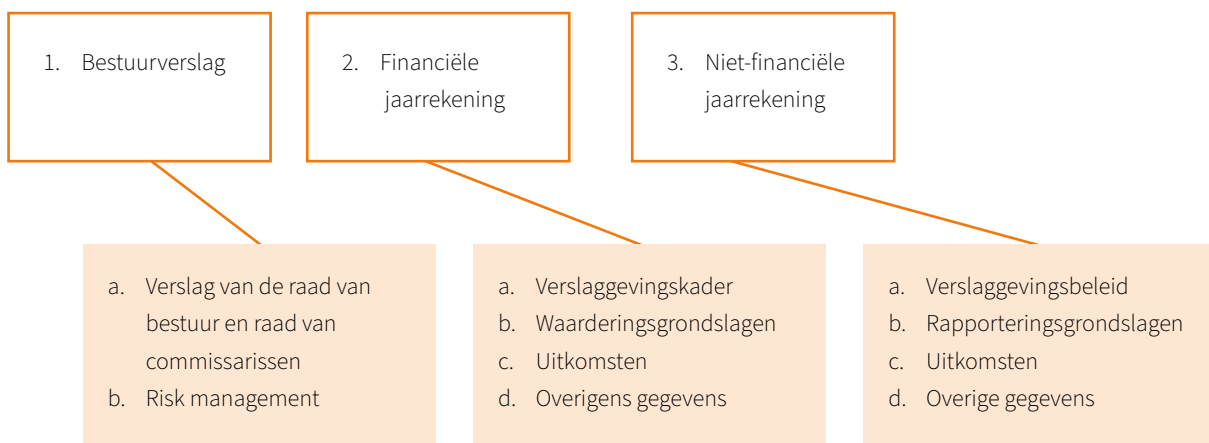 1. Bestuurverslag
2. Financiële
jaarrekening
3. Niet-financiële
jaarrekening
a. Verslag van de raad van
bestuur en raad van
commissarissen
b. Risk management
a. Verslaggevingskader
b. Waarderingsgrondslagen
c. Uitkomsten
d. Overigens gegevens
a. Verslaggevingsbeleid
b. Rapporteringsgrondslagen
c. Uitkomsten
d. Overige gegevens